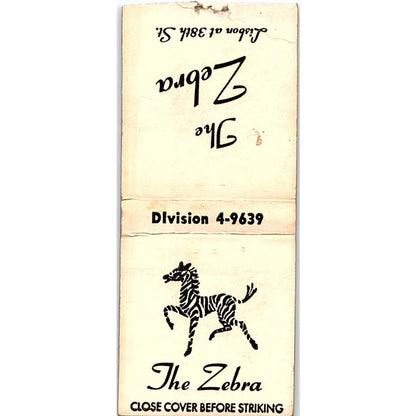 Lisbon at 38th St.
The
Zebra
DIvision 4-9639
The Zebra
CLOSE COVER BEFORE STRIKING